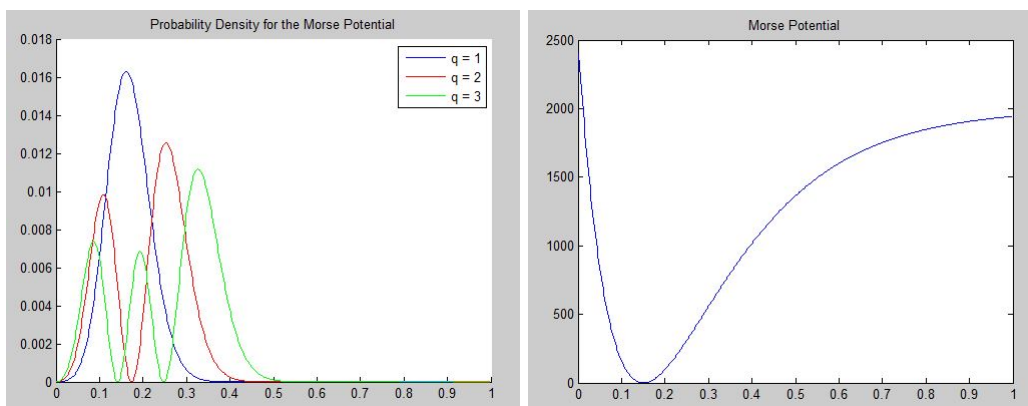 Probability Density for the Morse Potential
0.018
0.016
0.014
0.012
0.01
0.008
0.006
0.004
0.002
0
0 0.1 0.2 0.3 0.4 0.5 0.6 0.7 0.8 0.9 1
q = 1
q = 2
q = 3
Morse Potential
2500
2000
1500
1000
500
0
0 0.1 0.2 0.3 0.4 0.5 0.6 0.7 0.8 0.9 1